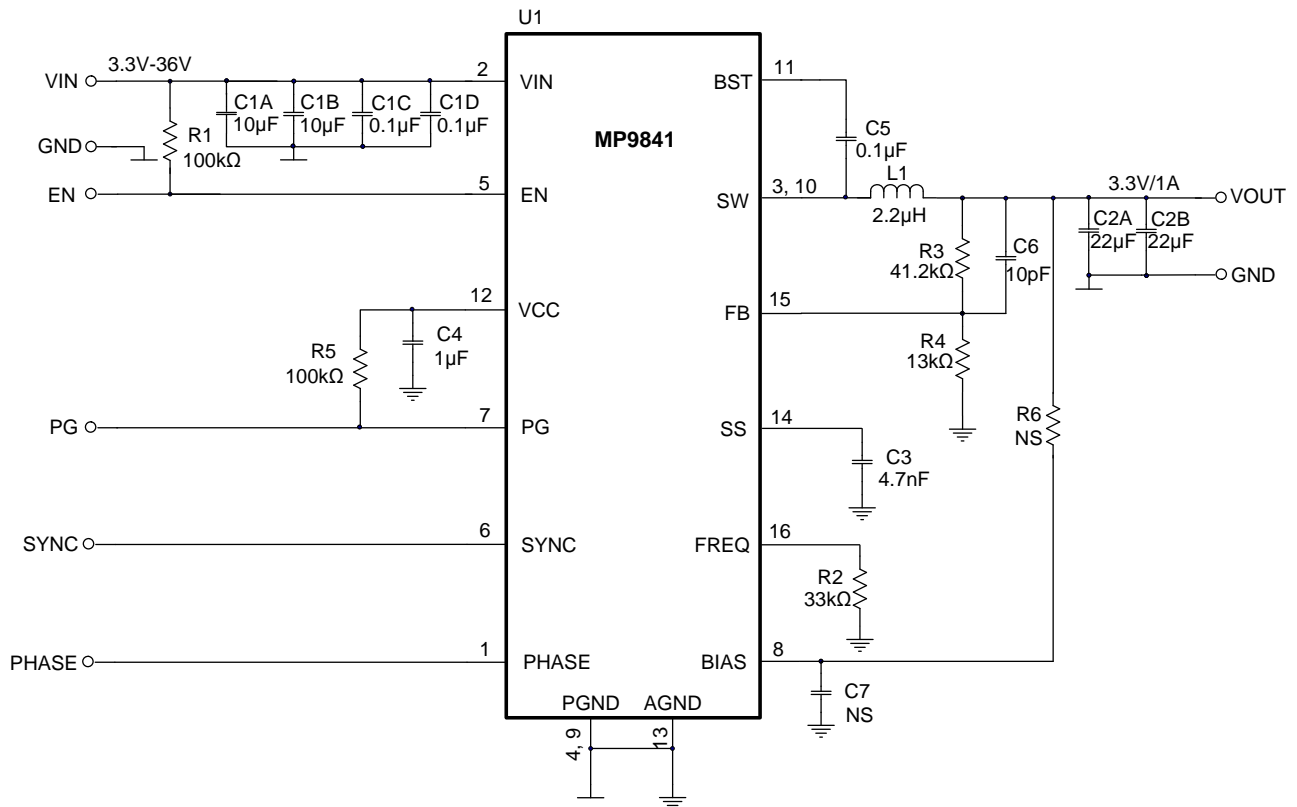 U1
MP9841
VIN
3.3V-36V
2
VIN
C1A
10µF
C1B
10µF
C1C
0.1µF
C1D
0.1µF
R1
100kΩ
GND
EN
5
EN
12
VCC
C4
1µF
R5
100kΩ
PG
7
PG
SYNC
6
SYNC
PHASE
1
PHASE
PGND
AGND
4, 9
13
BST
11
C5
0.1µF
SW
3, 10
L1
2.2µH
3.3V/1A
VOUT
C2A
22µF
C2B
22µF
GND
R3
41.2kΩ
C6
10pF
FB
15
R4
13kΩ
R6
NS
SS
14
C3
4.7nF
FREQ
16
R2
33kΩ
BIAS
8
C7
NS